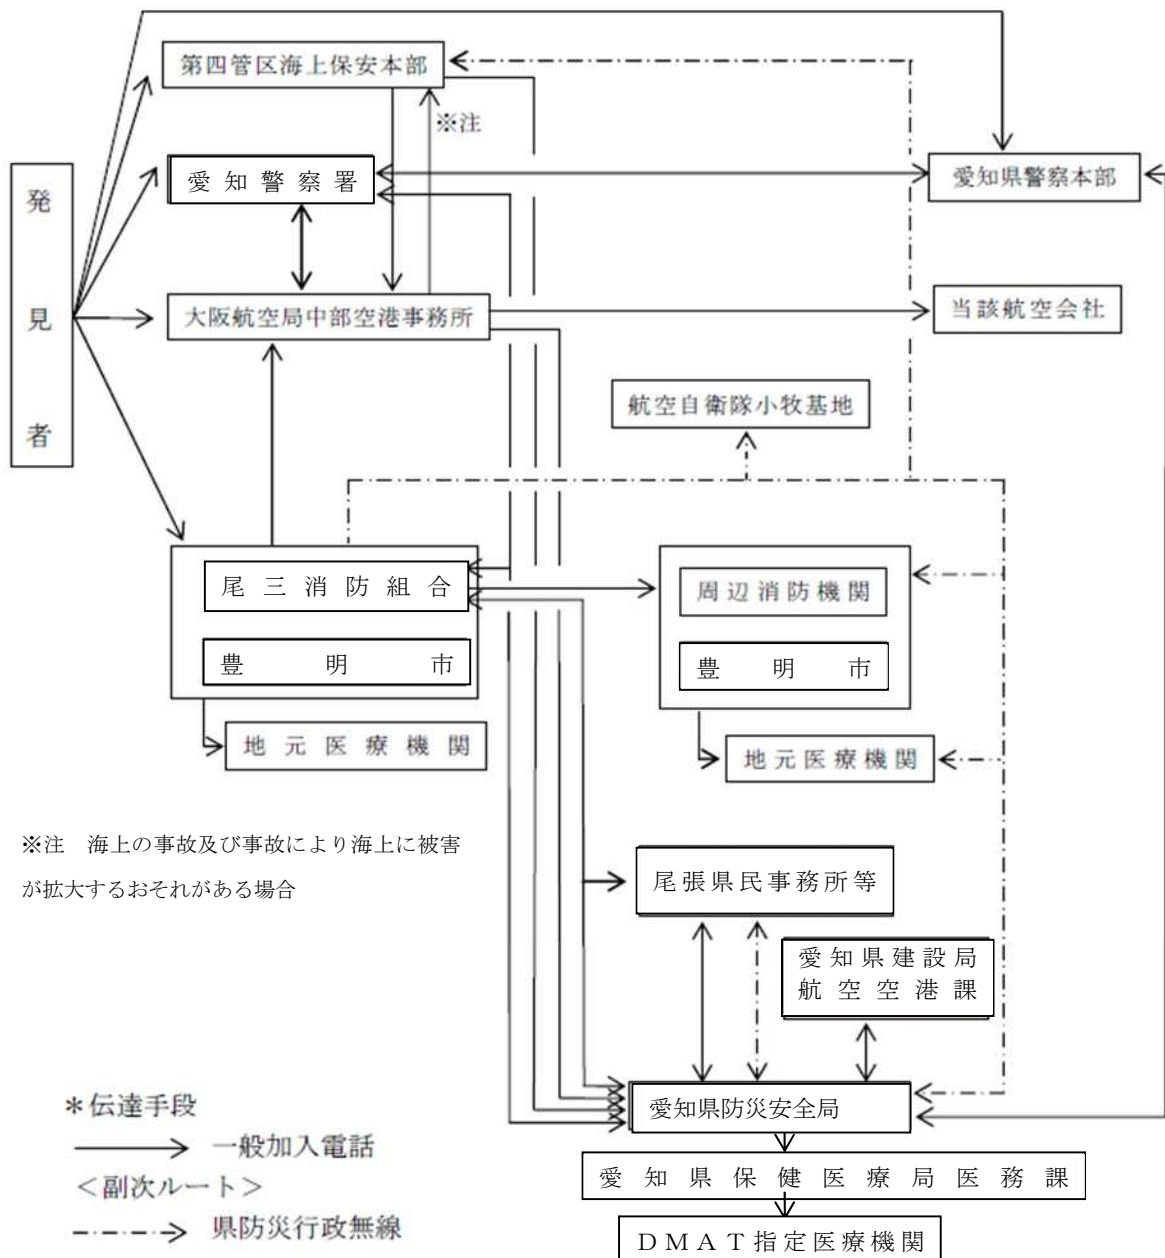 第四管区海上保安本部
※注
愛知警察署
愛知県警察本部
発見者
大阪航空局中部空港事務所
当該航空会社
航空自衛隊小牧基地
尾三消防組合
周辺消防機関
豊明市
豊明市
地元医療機関
地元医療機関
※注　海上の事故及び事故により海上に被害
が拡大するおそれがある場合
尾張県民事務所等
愛知県建設局
航空空港課
*伝達手段
愛知県防災安全局
一般加入電話
<副次ルート>
愛知県保健医療局医務課
県防災行政無線
DMAT指定医療機関